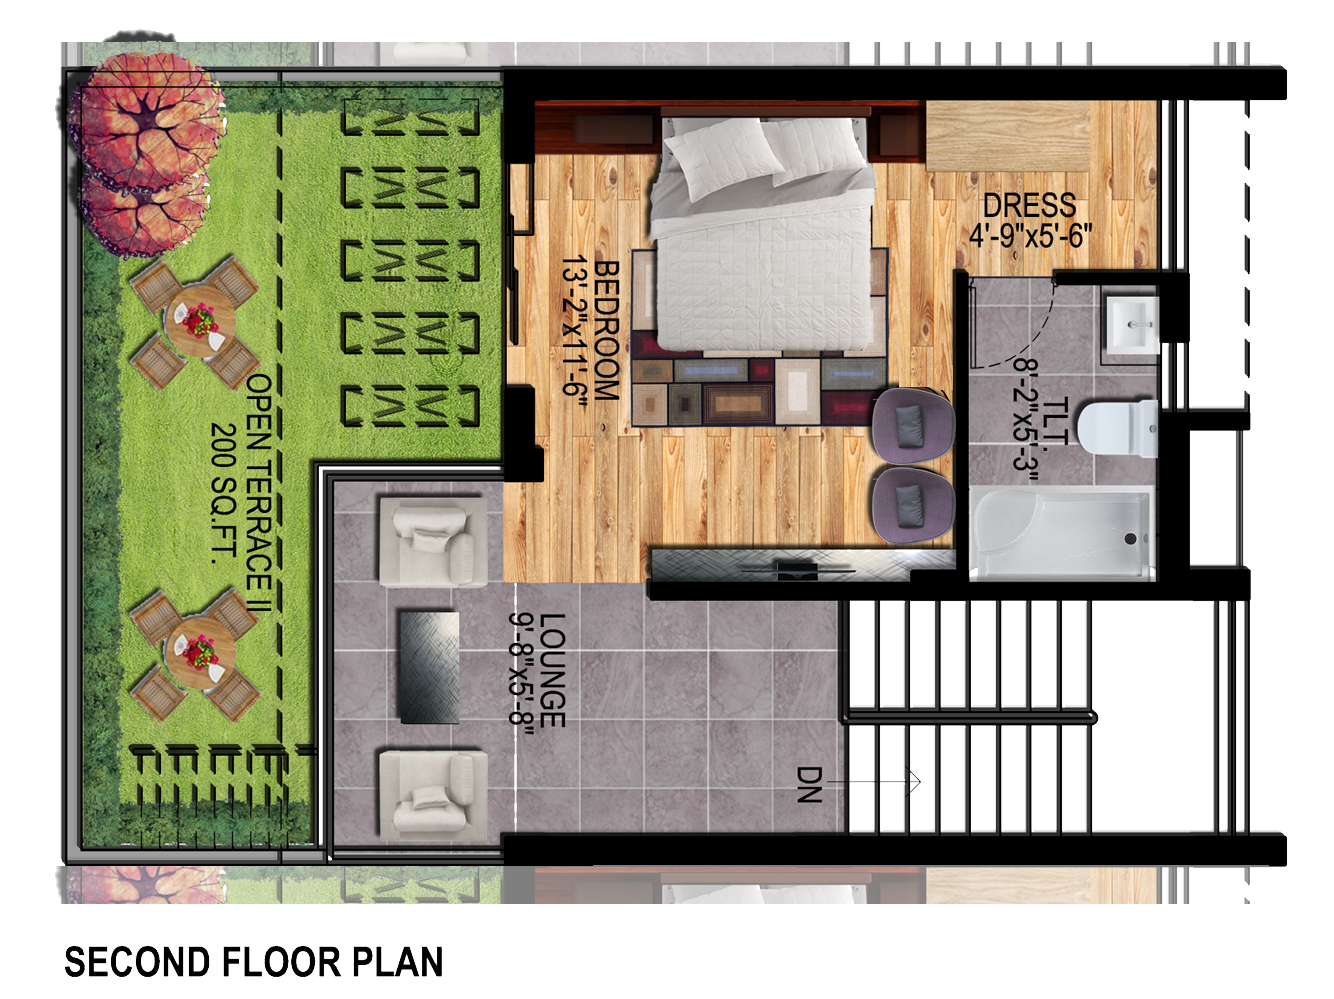 DRESS
4'-9"x5'-6"
BEDROOM
13'-2"x11'-6"
TLT.
8'-2"x5'-3"
OPEN TERRACE II
200 SQ.FT.
LOUNGE
9'-8"x5'-8"
DN
SECOND FLOOR PLAN